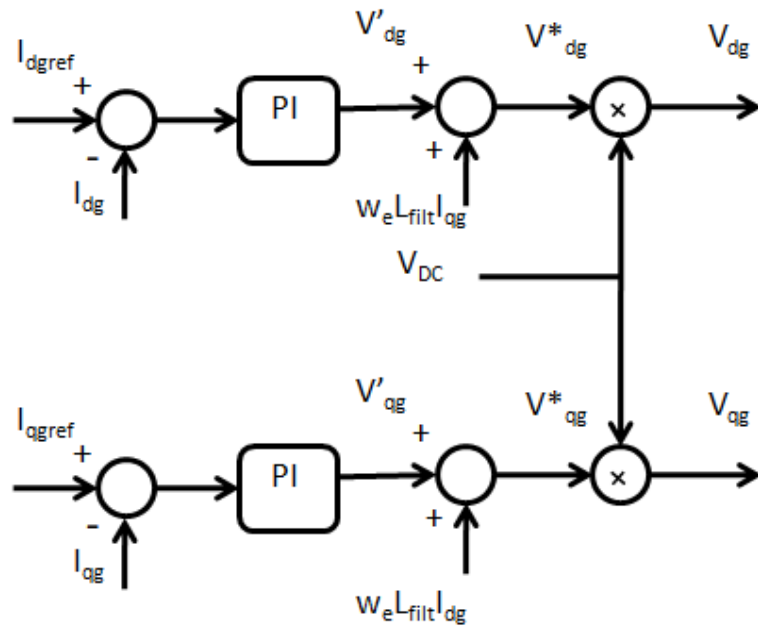 V'dg
V*dg
Vdg
Idgref
+
+
PI
×
-
+
Idg
weLfiltIqg
VDC
V'qg
V*qg
Vqg
Iqgref
+
+
PI
×
-
+
Iqg
weLfiltIdg